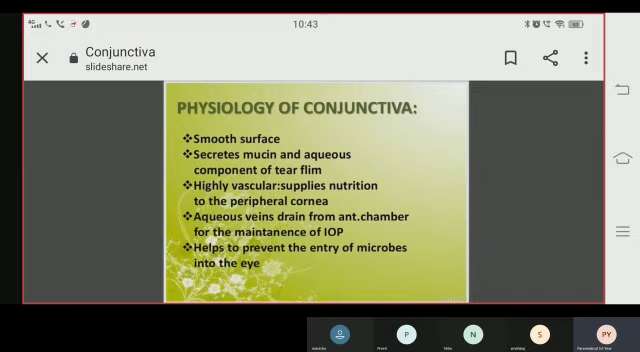 4G
10:43
Conjunctiva
slideshare.net
PHYSIOLOGY OF CONJUNCTIVA:
❖Smooth surface
❖Secretes mucin and aqueous
component of tear flim
❖Highly vascular:supplies nutrition
to the peripheral cornea
❖Aqueous veins drain from ant.chamber
for the maintanence of IOP
❖Helps to prevent the entry of microbes
into the eye
P
N
S
PY